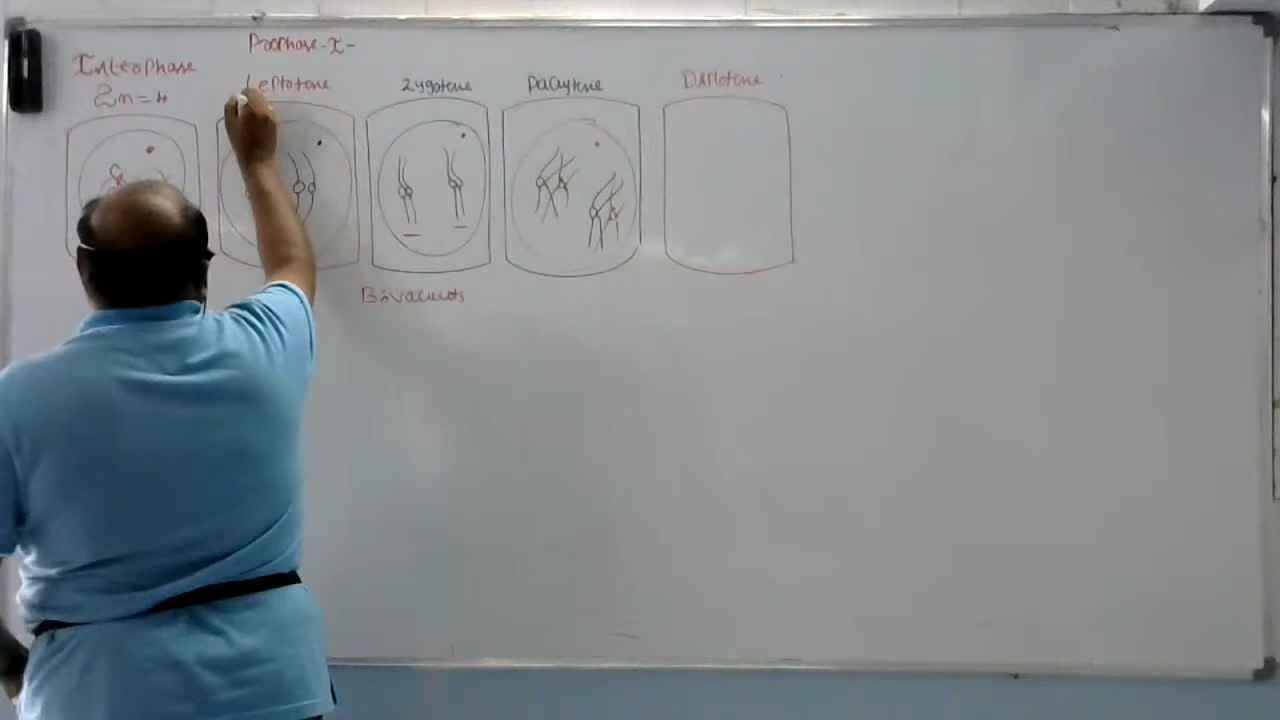 Prophase-I-
Interphase
2n=4
Leptotene
Zygotene
Pachytene
Diplotene
Bivalents